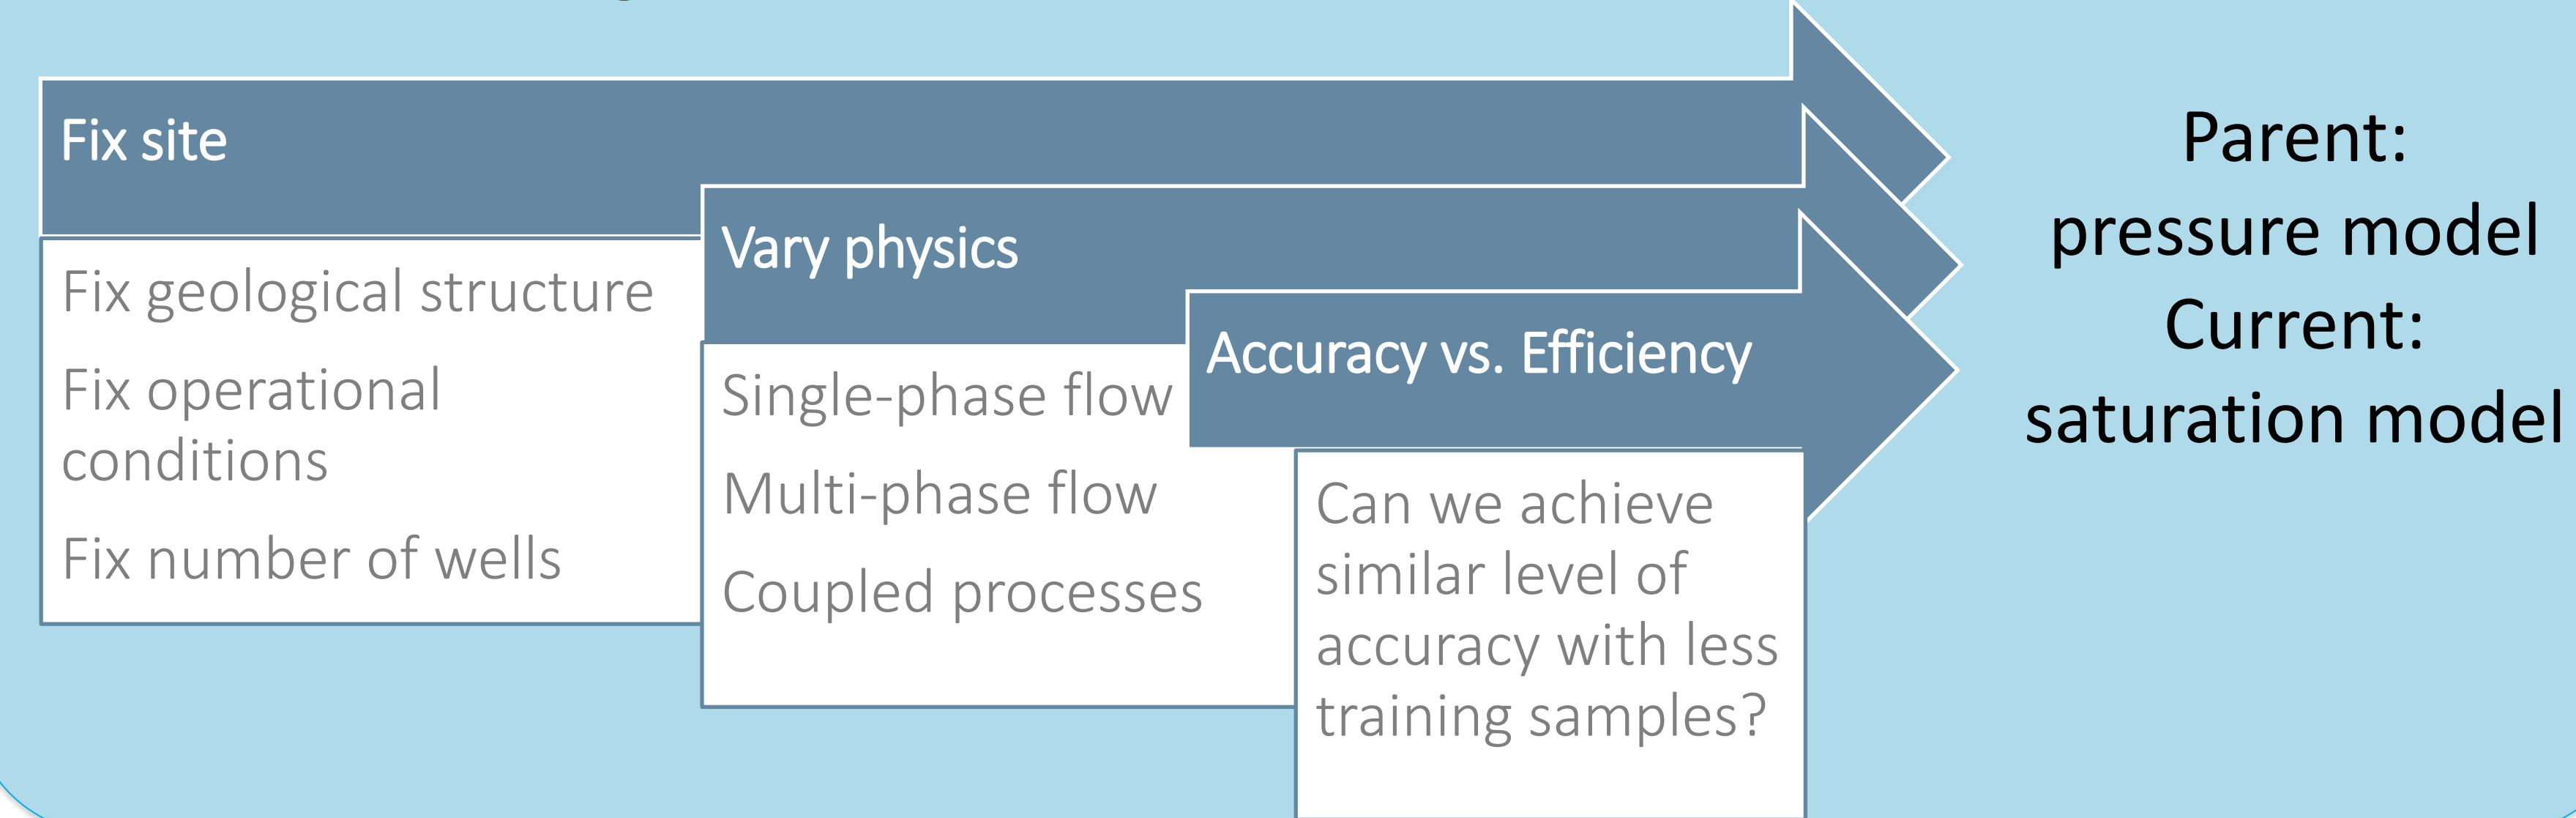 Fix site
Fix geological structure
Fix operational
conditions
Fix number of wells
Vary physics
Single-phase flow
Multi-phase flow
Coupled processes
Accuracy vs. Efficiency
Can we achieve
similar level of
accuracy with less
training samples?
Parent:
pressure model
Current:
saturation model